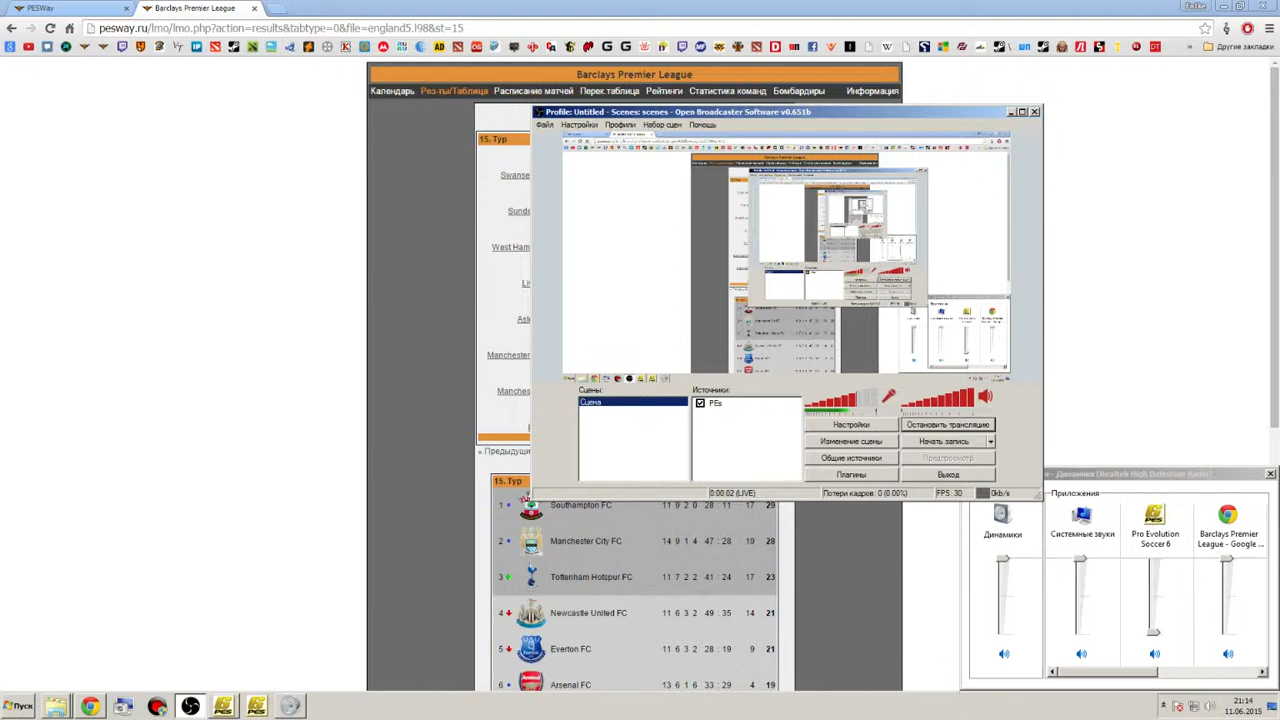 PESWay
Barclays Premier League
pesway.ru/lmo/lmo.php?action=results&tabtype=0&file=england5.l98&st=15
Другие закладки
Barclays Premier League
Календарь Рез-ты/Таблица Расписание матчей Перек.таблица Рейтинги Статистика команд Бомбардиры Информация
Profile: Untitled - Scenes: scenes - Open Broadcaster Software v0.651b
Файл Настройки Профили Набор сцен Помощь
15. Тур
Swanse
Sunde
West Ham
Li
Ast
Manchester
Manchester
« Предыдущи
Сцены: Источники:
Сцена
PEs
Настройки Остановить трансляцию
Изменение сцены Начать запись
Общие источники Предпросмотр
Плагины Выход
0:00:02 (LIVE) Потери кадров: 0 (0.00%) FPS: 30 0kb/s
15. Тур
1 Southampton FC 11 9 2 0 28 : 11 17 29
2 Manchester City FC 14 9 1 4 47 : 28 19 28
3 Tottenham Hotspur FC 11 7 2 2 41 : 24 17 23
4 Newcastle United FC 11 6 3 2 49 : 35 14 21
5 Everton FC 11 6 3 2 28 : 19 9 21
6 Arsenal FC 13 6 1 6 33 : 29 4 19
Динамики (Realtek High Definition Audio)
Приложения
Динамики
Системные звуки
Pro Evolution Soccer 6
Barclays Premier League - Google ...
Пуск
21:14
11.06.2015